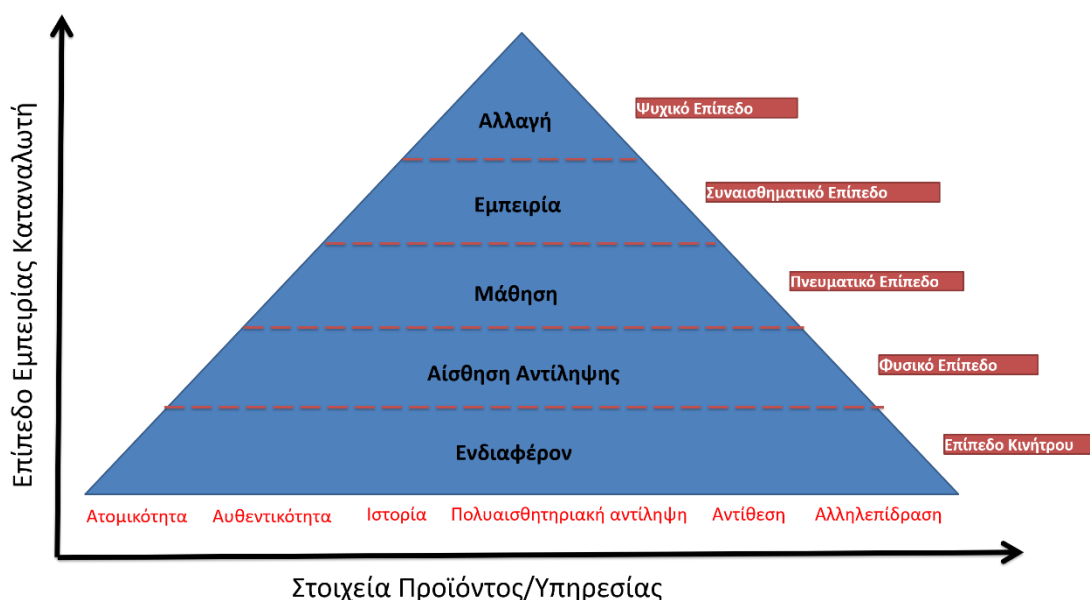 Επίπεδο Εμπειρίας Καταναλωτή
Αλλαγή
Ψυχικό Επίπεδο
Εμπειρία
Συναισθηματικό Επίπεδο
Μάθηση
Πνευματικό Επίπεδο
Αίσθηση Αντίληψης
Φυσικό Επίπεδο
Ενδιαφέρον
Επίπεδο Κινήτρου
Ατομικότητα Αυθεντικότητα Ιστορία Πολυαισθητηριακή αντίληψη Αντίθεση Αλληλεπίδραση
Στοιχεία Προϊόντος/Υπηρεσίας